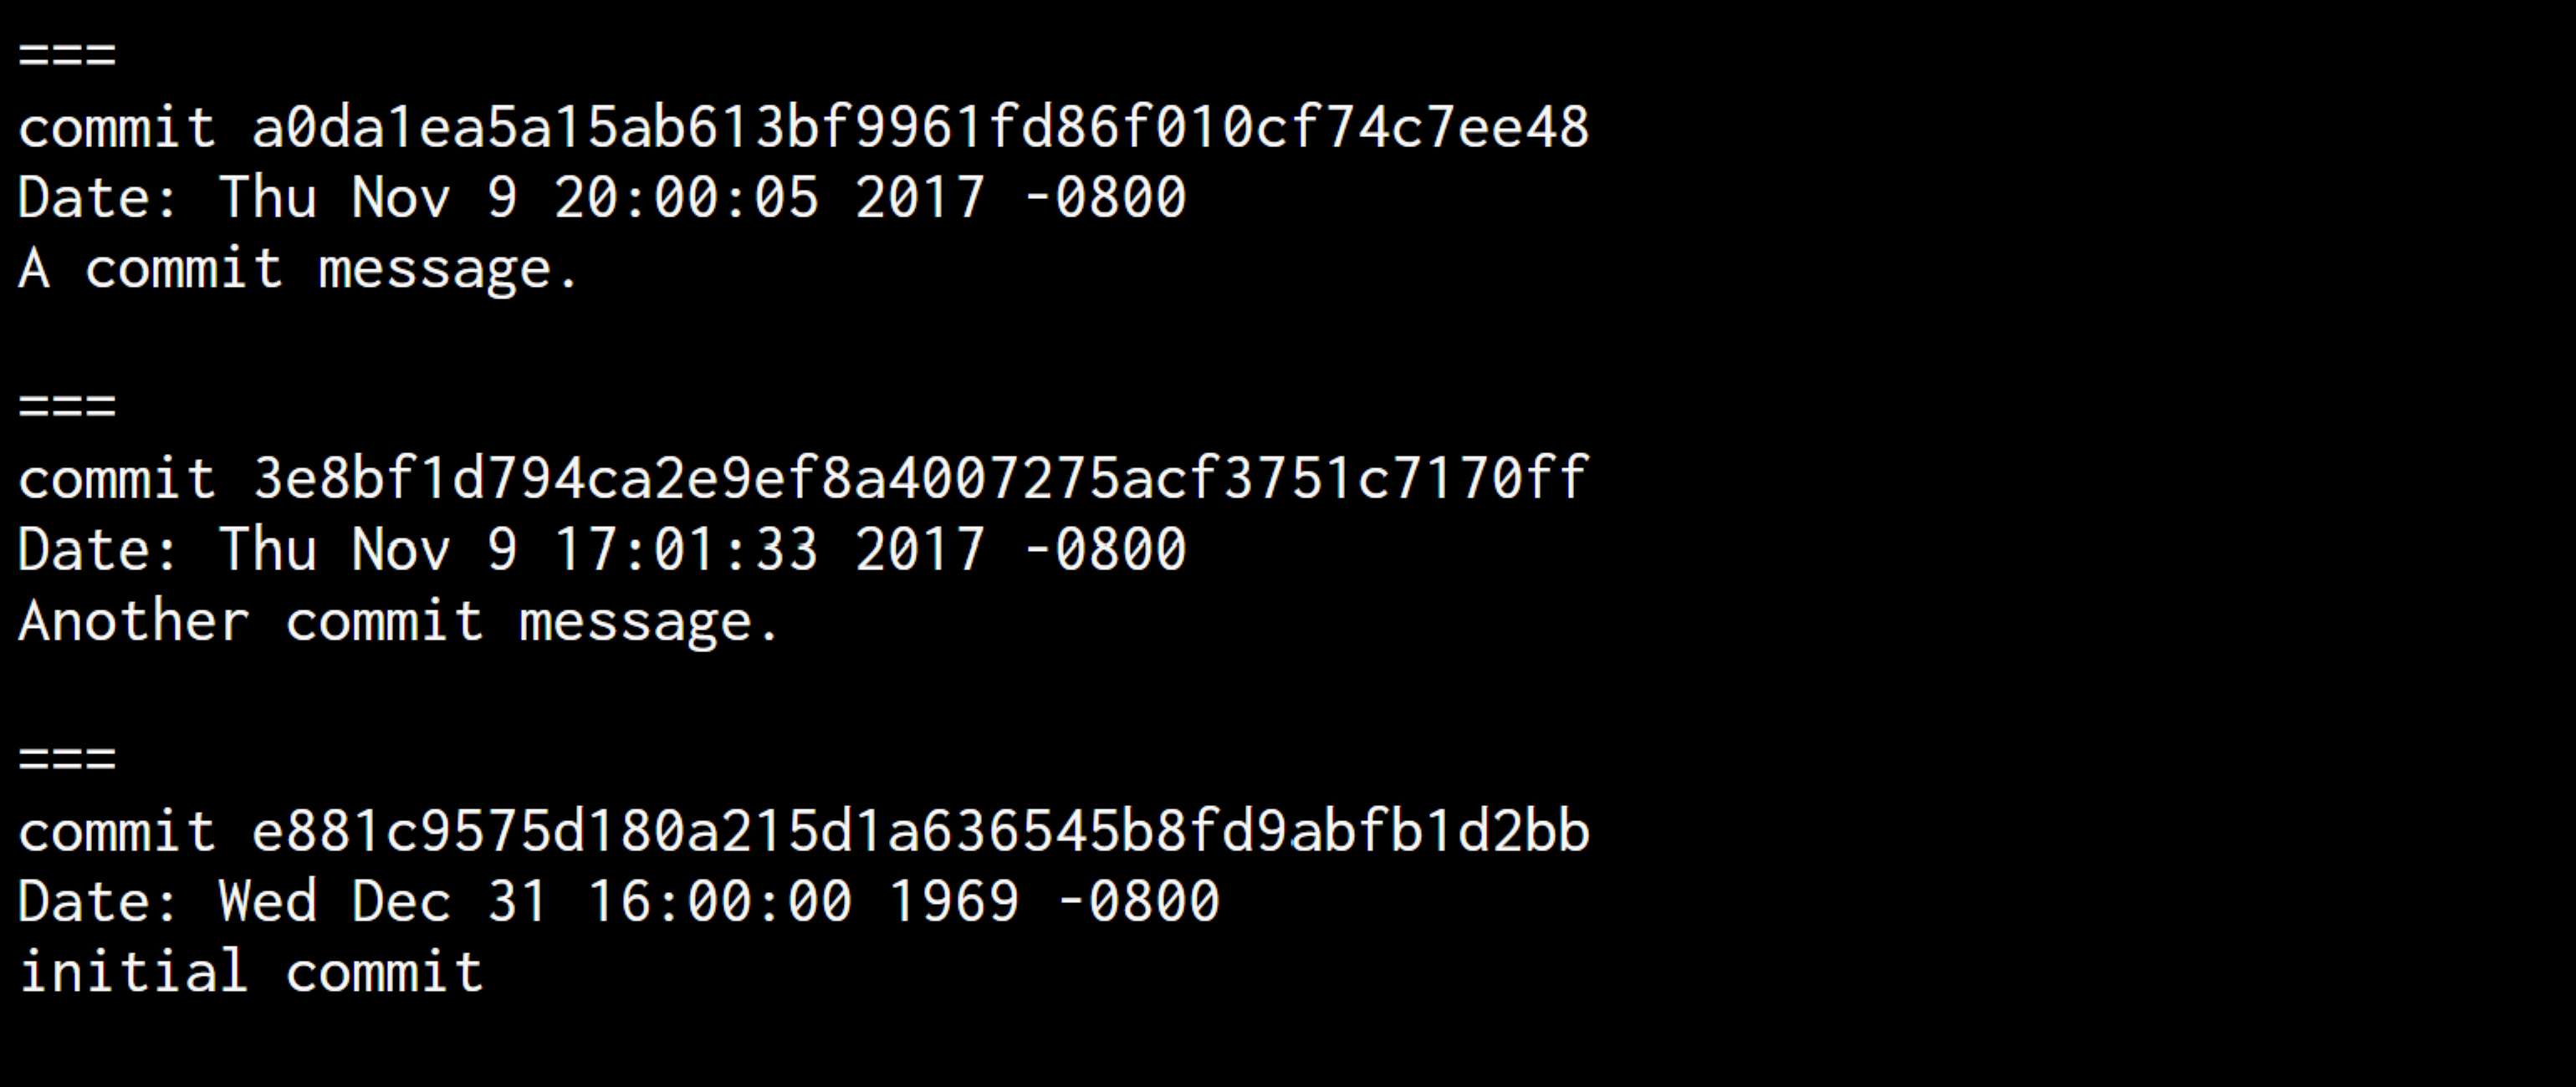 ===
commit a0da1ea5a15ab613bf9961fd86f010cf74c7ee48
Date: Thu Nov 9 20:00:05 2017 -0800
A commit message.
===
commit 3e8bf1d794ca2e9ef8a4007275acf3751c7170ff
Date: Thu Nov 9 17:01:33 2017 -0800
Another commit message.
===
commit e881c9575d180a215d1a636545b8fd9abfb1d2bb
Date: Wed Dec 31 16:00:00 1969 -0800
initial commit